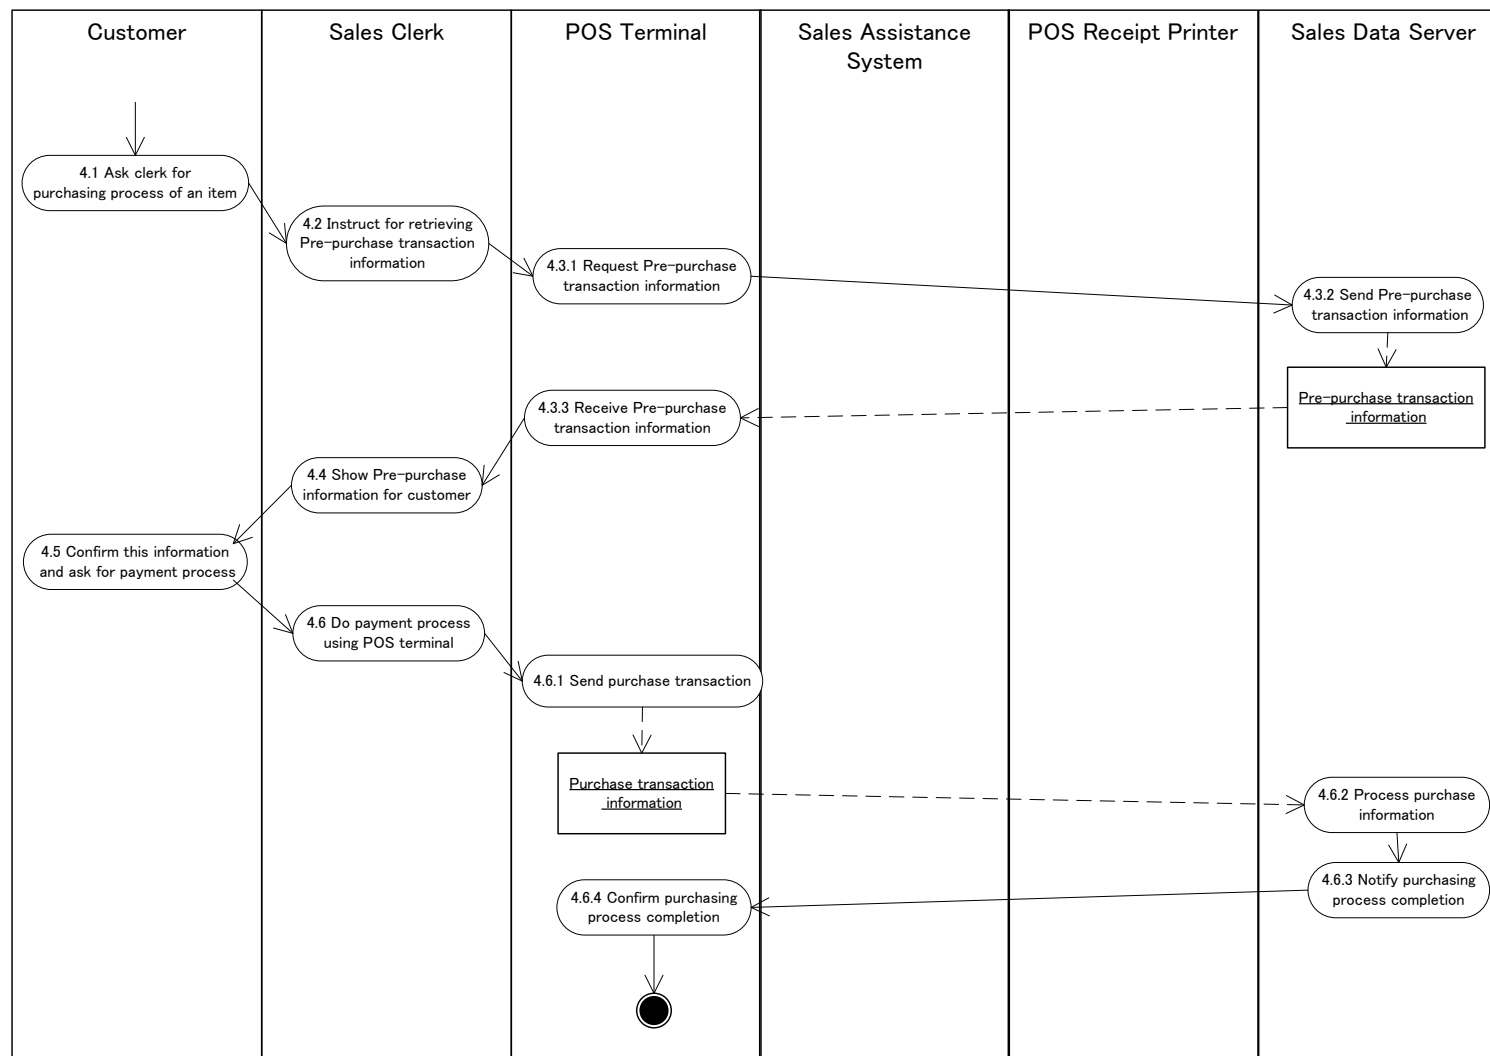 Customer
Sales Clerk
POS Terminal
Sales Assistance
System
POS Receipt Printer
Sales Data Server
4.1 Ask clerk for
purchasing process of an item
4.2 Instruct for retrieving
Pre-purchase transaction
information
4.3.1 Request Pre-purchase
transaction information
4.3.2 Send Pre-purchase
transaction information
Pre-purchase transaction
information
4.3.3 Receive Pre-purchase
transaction information
4.4 Show Pre-purchase
information for customer
4.5 Confirm this information
and ask for payment process
4.6 Do payment process
using POS terminal
4.6.1 Send purchase transaction
Purchase transaction
information
4.6.2 Process purchase
information
4.6.3 Notify purchasing
process completion
4.6.4 Confirm purchasing
process completion